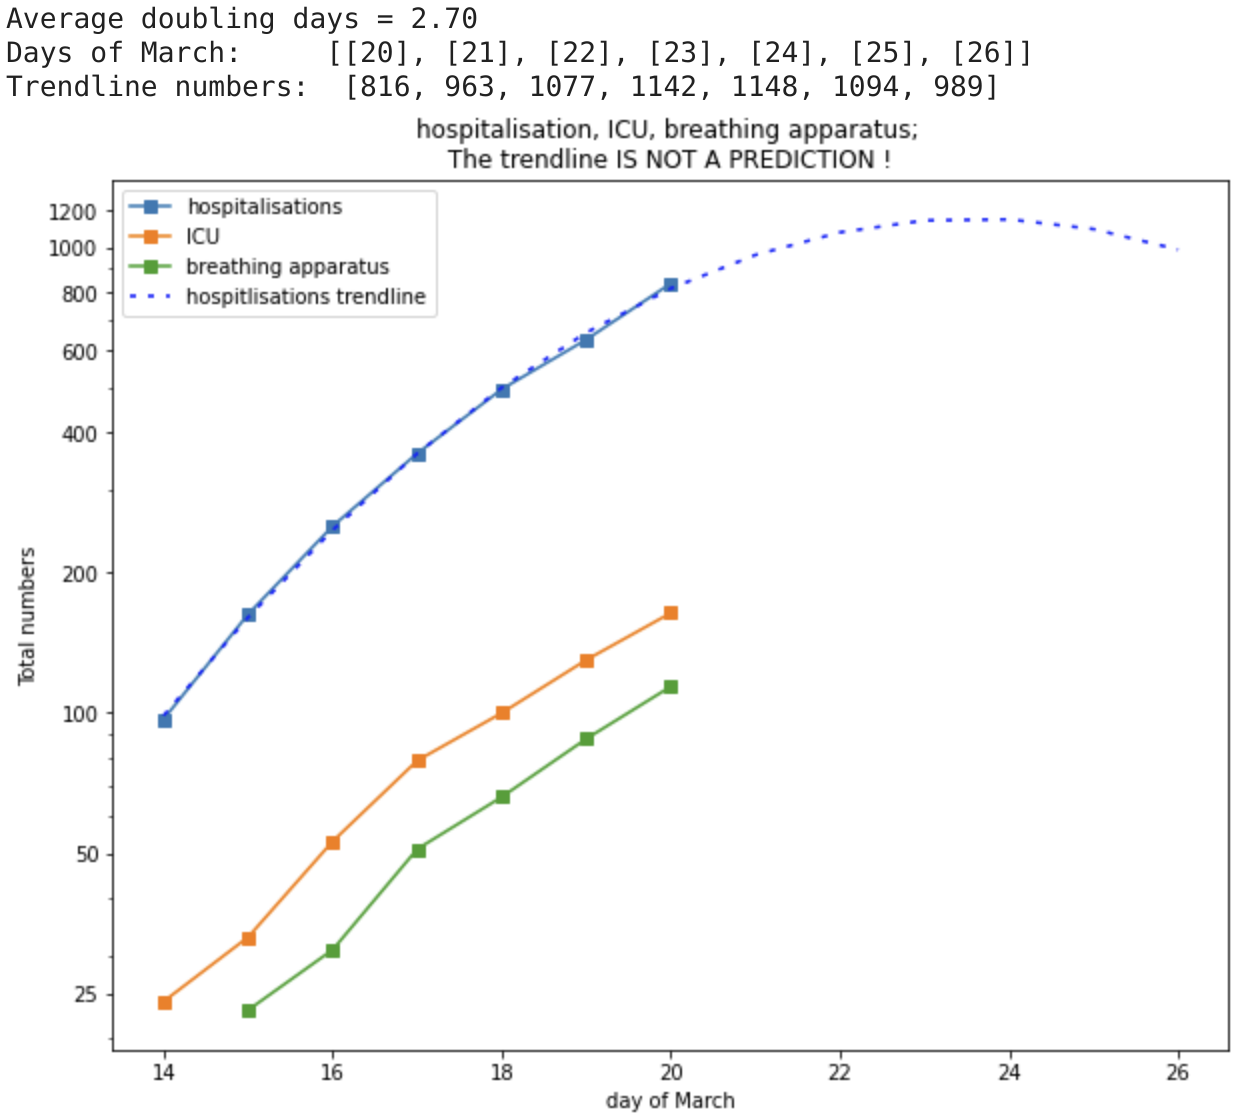 Average doubling days = 2.70
Days of March:     [[20], [21], [22], [23], [24], [25], [26]]
Trendline numbers:  [816, 963, 1077, 1142, 1148, 1094, 989]
hospitalisation, ICU, breathing apparatus;
The trendline IS NOT A PREDICTION !
hospitalisations
ICU
breathing apparatus
hospitlisations trendline
1200
1000
800
600
400
200
100
50
25
Total numbers
14 16 18 20 22 24 26
day of March